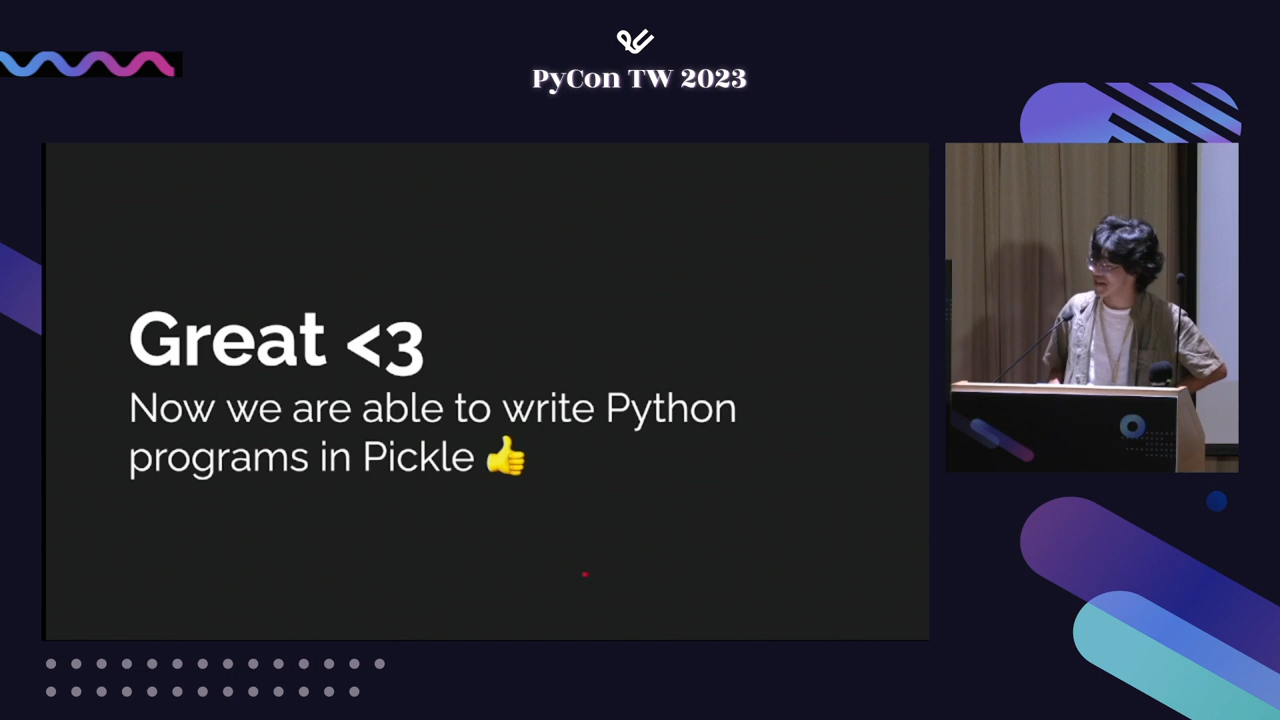 PyCon TW 2023
Great <3
Now we are able to write Python
programs in Pickle 👍